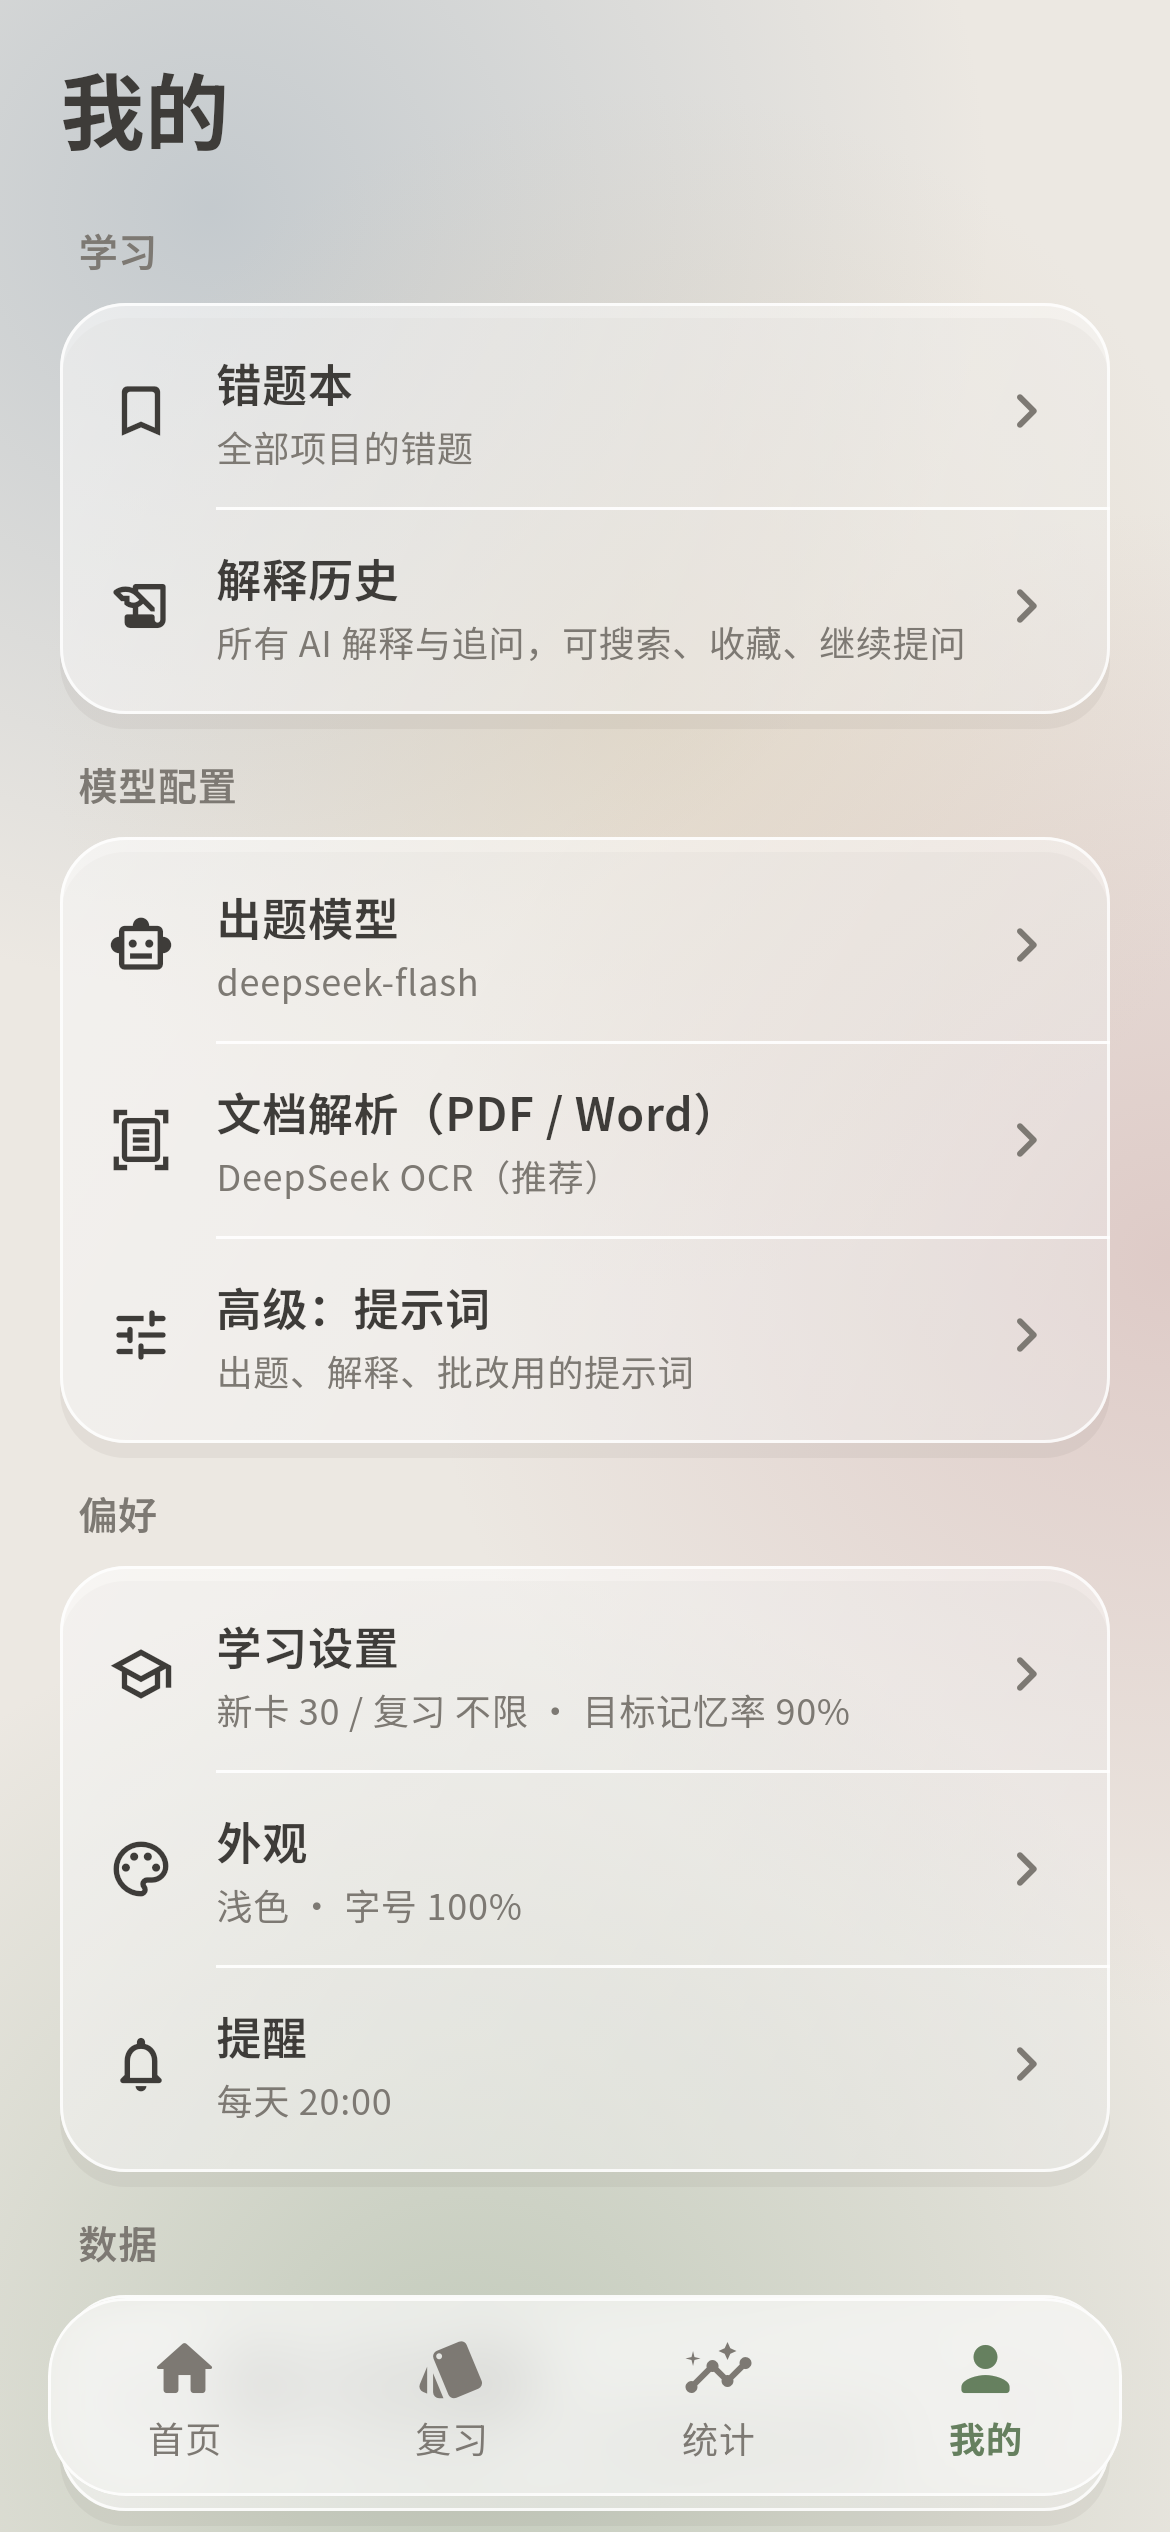 我的
学习
错题本
全部项目的错题
解释历史
所有 AI 解释与追问，可搜索、收藏、继续提问
模型配置
出题模型
deepseek-flash
文档解析（PDF / Word）
DeepSeek OCR（推荐）
高级：提示词
出题、解释、批改用的提示词
偏好
学习设置
新卡 30 / 复习 不限 · 目标记忆率 90%
外观
浅色 · 字号 100%
提醒
每天 20:00
数据
首页 复习 统计 我的